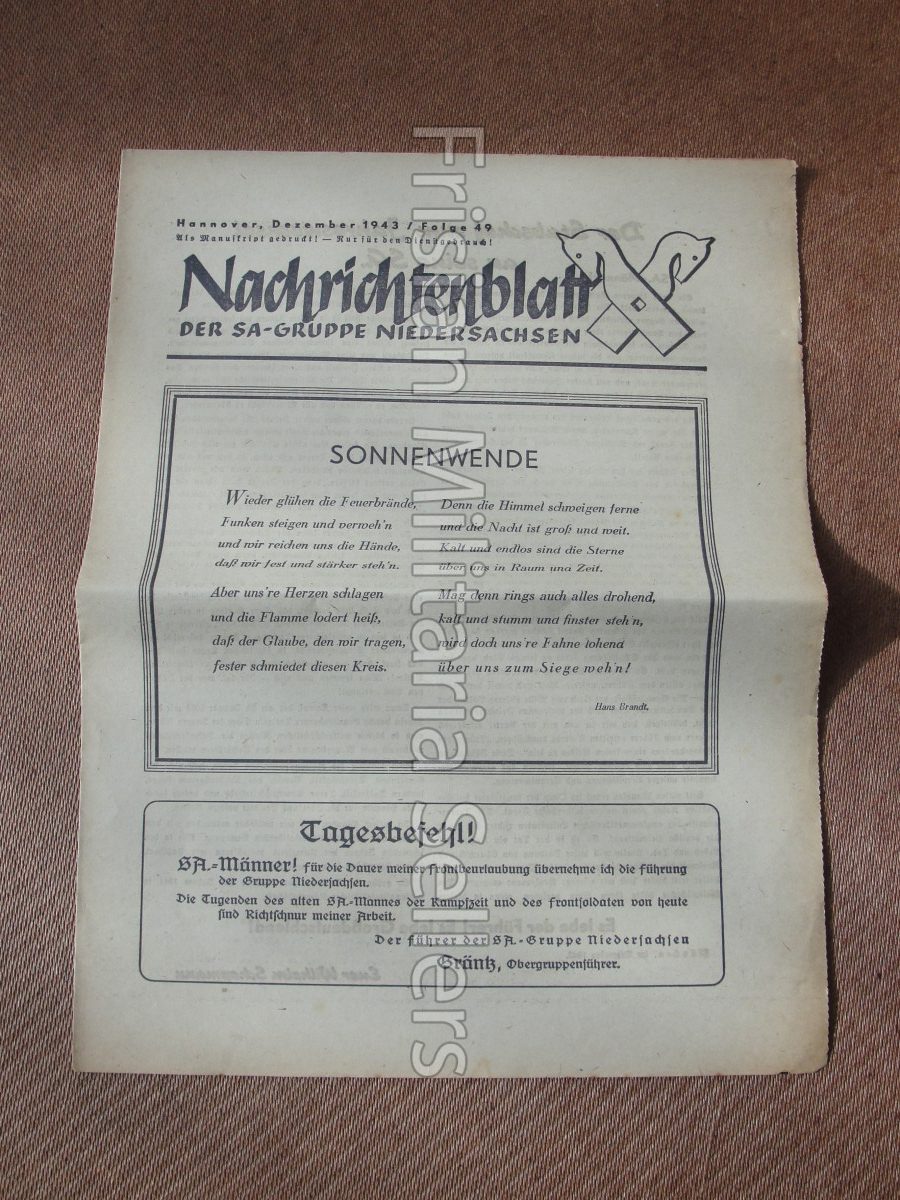 Hannover, Dezember 1943 / Folge 49
Als Manuskript gedruckt! — Nur für den Dienstgebrauch!
Nachrichtenblatt
DER SA-GRUPPE NIEDERSACHSEN
SONNENWENDE
Wieder glühen die Feuerbrände,
Funken steigen und verweh'n
und wir reichen uns die Hände,
daß wir fest und stärker steh'n.
Aber uns're Herzen schlagen
und die Flamme lodert heiß,
daß der Glaube, den wir tragen,
fester schmiedet diesen Kreis.
Denn die Himmel schweigen ferne
und die Nacht ist groß und weit.
Kalt und endlos sind die Sterne
über uns in Raum und Zeit.
Mag denn rings auch alles drohend,
kalt und stumm und finster steh'n,
wird doch uns're Fahne lohend
über uns zum Siege weh'n!
Hans Brandt.
Tagesbefehl!
SA.-Männer! Für die Dauer meiner Frontbeurlaubung übernehme ich die Führung
der Gruppe Niedersachsen.
Die Tugenden des alten SA-Mannes der Kampfzeit und des Frontsoldaten von heute
sind Richtschnur meiner Arbeit.
Der Führer der SA-Gruppe Niedersachsen
Gräntz, Obergruppenführer.
Frisian Militaria Sellers